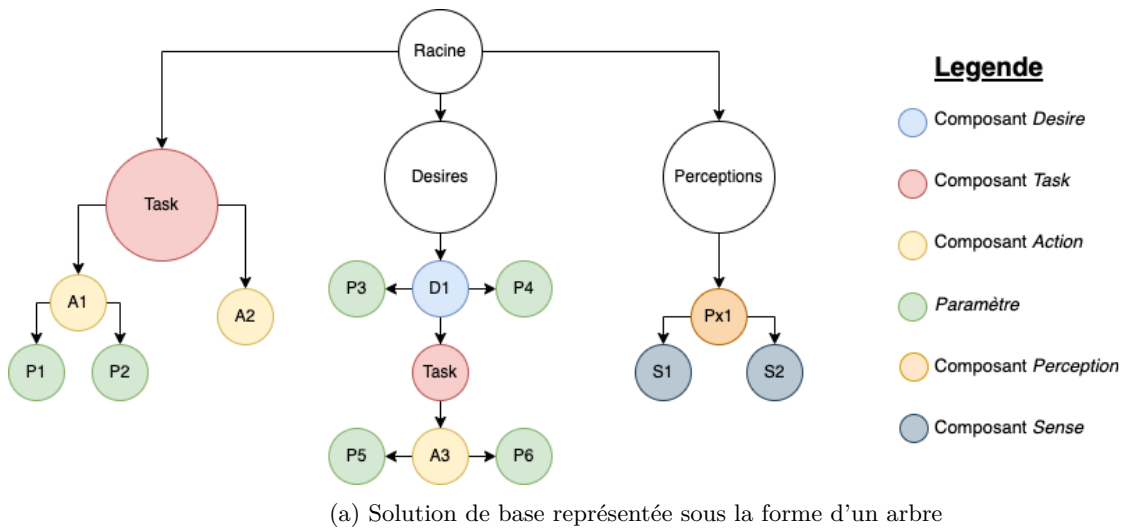 Racine
Legende
Composant Desire
Composant Task
Composant Action
Paramètre
Composant Perception
Composant Sense
Task
Desires
Perceptions
A1
A2
P1
P2
P3
D1
P4
Task
P5
A3
P6
Px1
S1
S2
(a) Solution de base représentée sous la forme d'un arbre